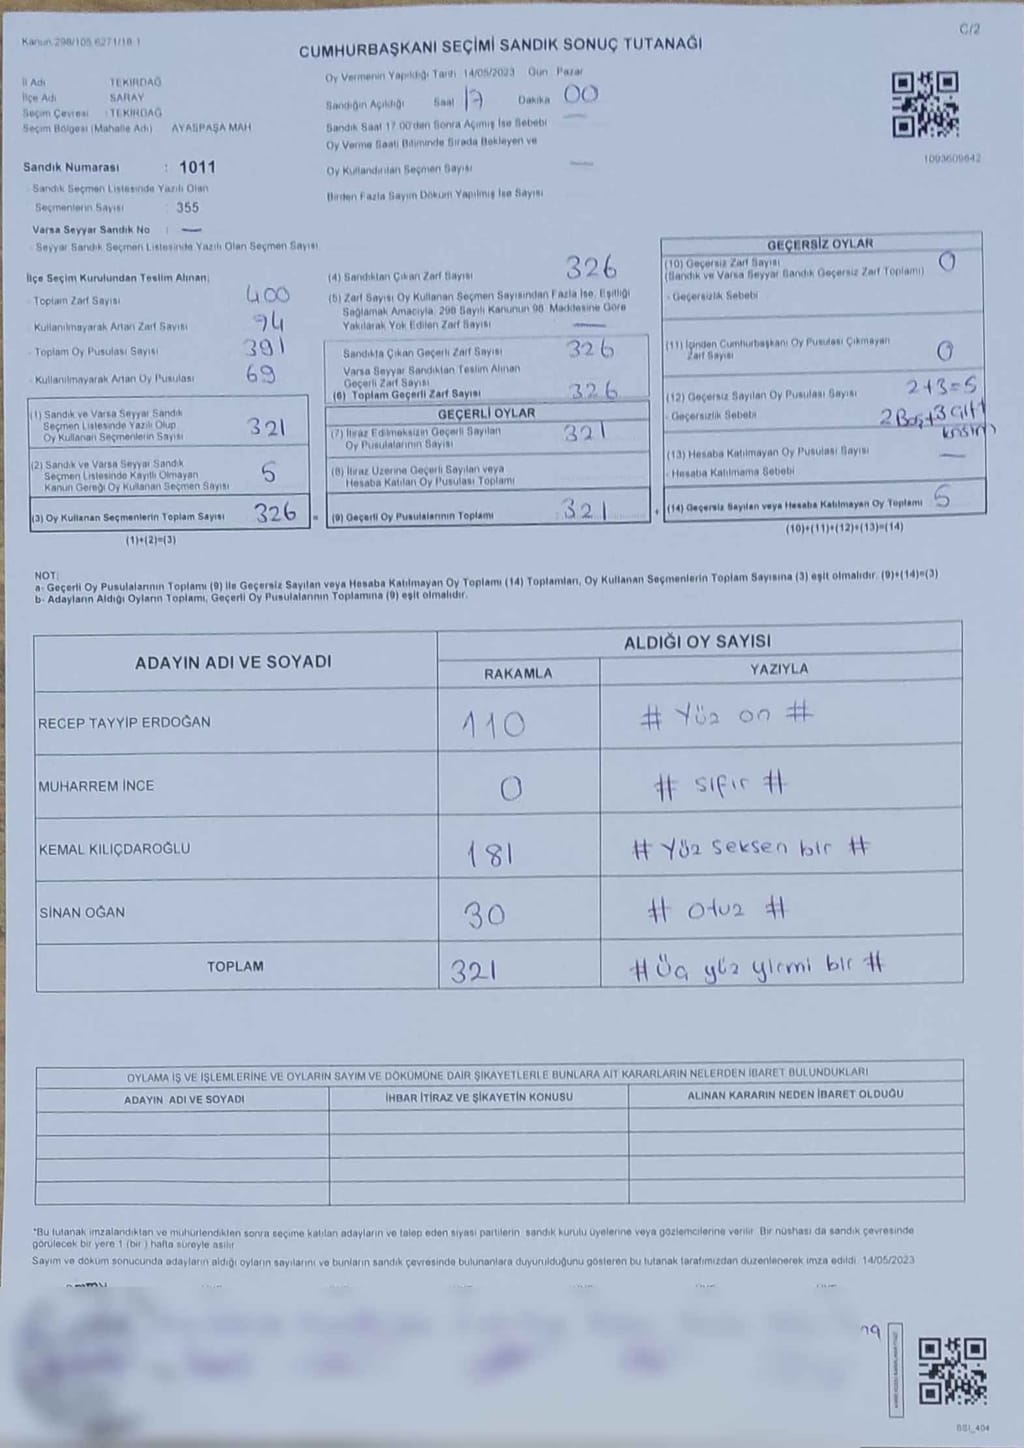 Kanun:298/105,6271/18-1
C/2
CUMHURBAŞKANI SEÇİMİ SANDIK SONUÇ TUTANAĞI
İl Adı TEKİRDAĞ
İlçe Adı SARAY
Seçim Çevresi : TEKİRDAĞ
Seçim Bölgesi (Mahalle Adı) AYASPAŞA MAH
Sandık Numarası : 1011
- Sandık Seçmen Listesinde Yazılı Olan
Seçmenlerin Sayısı : 355
Varsa Seyyar Sandık No : —
- Seyyar Sandık Seçmen Listesinde Yazılı Olan Seçmen Sayısı
Oy Vermenin Yapıldığı Tarih 14/05/2023 Gün Pazar
Sandığın Açıldığı Saat 17 Dakika 00
Sandık Saat 17:00'den Sonra Açımış İse Sebebi —
Oy Verme Saati Bitiminde Sırada Bekleyen ve
Oy Kullandırılan Seçmen Sayısı —
Birden Fazla Sayım Döküm Yapılmış İse Sayısı
1093609642
İlçe Seçim Kurulundan Teslim Alınan;
- Toplam Zarf Sayısı 400
- Kullanılmayarak Artan Zarf Sayısı 74
- Toplam Oy Pusulası Sayısı 391
- Kullanılmayarak Artan Oy Pusulası 69
(1) Sandık ve Varsa Seyyar Sandık
Seçmen Listesinde Yazılı Olup
Oy Kullanan Seçmenlerin Sayısı 321
(2) Sandık ve Varsa Seyyar Sandık
Seçmen Listesinde Kayıtlı Olmayan
Kanun Gereği Oy Kullanan Seçmen Sayısı 5
(3) Oy Kullanan Seçmenlerin Toplam Sayısı 326 =
(1)+(2)=(3)
(4) Sandıktan Çıkan Zarf Sayısı 326
(5) Zarf Sayısı Oy Kullanan Seçmen Sayısından Fazla İse, Eşitliği
Sağlamak Amacıyla, 298 Sayılı Kanunun 98. Maddesine Göre
Yakılarak Yok Edilen Zarf Sayısı —
Sandıkta Çıkan Geçerli Zarf Sayısı 326
Varsa Seyyar Sandıktan Teslim Alınan
Geçerli Zarf Sayısı
(6) Toplam Geçerli Zarf Sayısı 326
GEÇERLİ OYLAR
(7) İtiraz Edilmeksizin Geçerli Sayılan
Oy Pusulalarının Sayısı 321
(8) İtiraz Üzerine Geçerli Sayılan veya
Hesaba Katılan Oy Pusulası Toplamı
(9) Geçerli Oy Pusulalarının Toplamı 321 +
GEÇERSİZ OYLAR
(10) Geçersiz Zarf Sayısı 0
(Sandık ve Varsa Seyyar Sandık Geçersiz Zarf Toplamı)
- Geçersizlik Sebebi
(11) İçinden Cumhurbaşkanı Oy Pusulası Çıkmayan
Zarf Sayısı 0
(12) Geçersiz Sayılan Oy Pusulası Sayısı 2+3=5
- Geçersizlik Sebebi 2 Boş+3 Çift
(13) Hesaba Katılmayan Oy Pusulası Sayısı —
- Hesaba Katılmama Sebebi
(14) Geçersiz Sayılan veya Hesaba Katılmayan Oy Toplamı 5
(10)+(11)+(12)+(13)=(14)
NOT:
a- Geçerli Oy Pusulalarının Toplamı (9) ile Geçersiz Sayılan veya Hesaba Katılmayan Oy Toplamı (14) Toplamları, Oy Kullanan Seçmenlerin Toplam Sayısına (3) eşit olmalıdır. (9)+(14)=(3)
b- Adayların Aldığı Oyların Toplamı, Geçerli Oy Pusulalarının Toplamına (9) eşit olmalıdır.
ADAYIN ADI VE SOYADI
ALDIĞI OY SAYISI
RAKAMLA YAZIYLA
RECEP TAYYİP ERDOĞAN 110 # Yüz on #
MUHARREM İNCE 0 # sıfır #
KEMAL KILIÇDAROĞLU 181 # Yüz seksen bir #
SİNAN OĞAN 30 # otuz #
TOPLAM 321 # Üç yüz yirmi bir #
OYLAMA İŞ VE İŞLEMLERİNE VE OYLARIN SAYIM VE DÖKÜMÜNE DAİR ŞİKAYETLERLE BUNLARA AİT KARARLARIN NELERDEN İBARET BULUNDUKLARI
ADAYIN ADI VE SOYADI İHBAR İTİRAZ VE ŞİKAYETİN KONUSU ALINAN KARARIN NEDEN İBARET OLDUĞU
*Bu tutanak imzalandıktan ve mühürlendikten sonra seçime katılan adayların ve talep eden siyasi partilerin sandık kurulu üyelerine veya gözlemcilerine verilir. Bir nüshası da sandık çevresinde
görülecek bir yere 1 (bir ) hafta süreyle asılır.
Sayım ve döküm sonucunda adayların aldığı oyların sayılarını ve bunların sandık çevresinde bulunanlara duyurulduğunu gösteren bu tutanak tarafımızdan düzenlenerek imza edildi. 14/05/2023
BSI_404